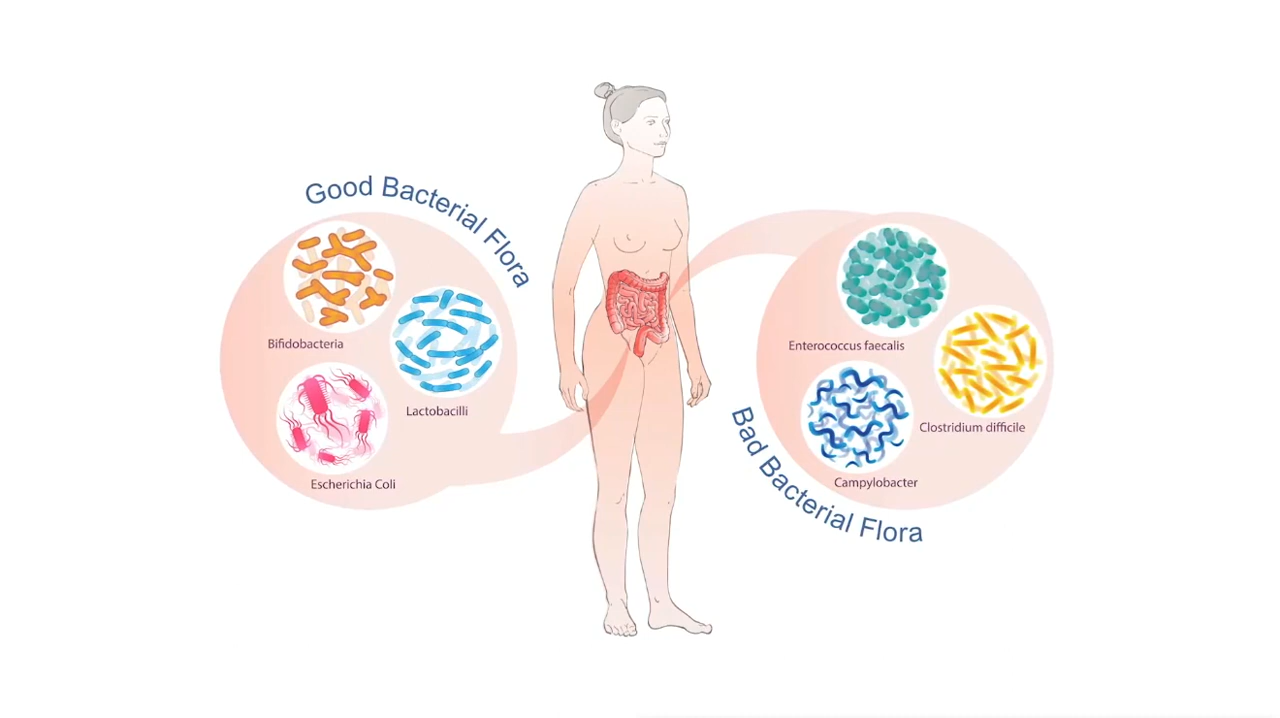 Good Bacterial Flora
Bifidobacteria
Lactobacilli
Escherichia Coli
Enterococcus faecalis
Clostridium difficile
Campylobacter
Bad Bacterial Flora